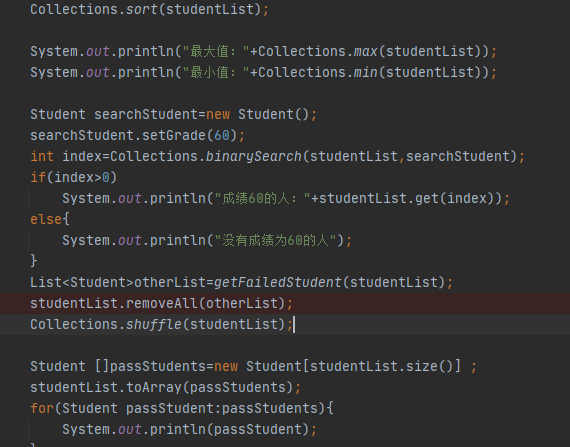 Collections.sort(studentList);
System.out.println("最大值："+Collections.max(studentList));
System.out.println("最小值："+Collections.min(studentList));
Student searchStudent=new Student();
searchStudent.setGrade(60);
int index=Collections.binarySearch(studentList,searchStudent);
if(index>0)
System.out.println("成绩60的人："+studentList.get(index));
else{
System.out.println("没有成绩为60的人");
}
List<Student>otherList=getFailedStudent(studentList);
studentList.removeAll(otherList);
Collections.shuffle(studentList);
Student []passStudents=new Student[studentList.size()] ;
studentList.toArray(passStudents);
for(Student passStudent:passStudents){
System.out.println(passStudent);
}